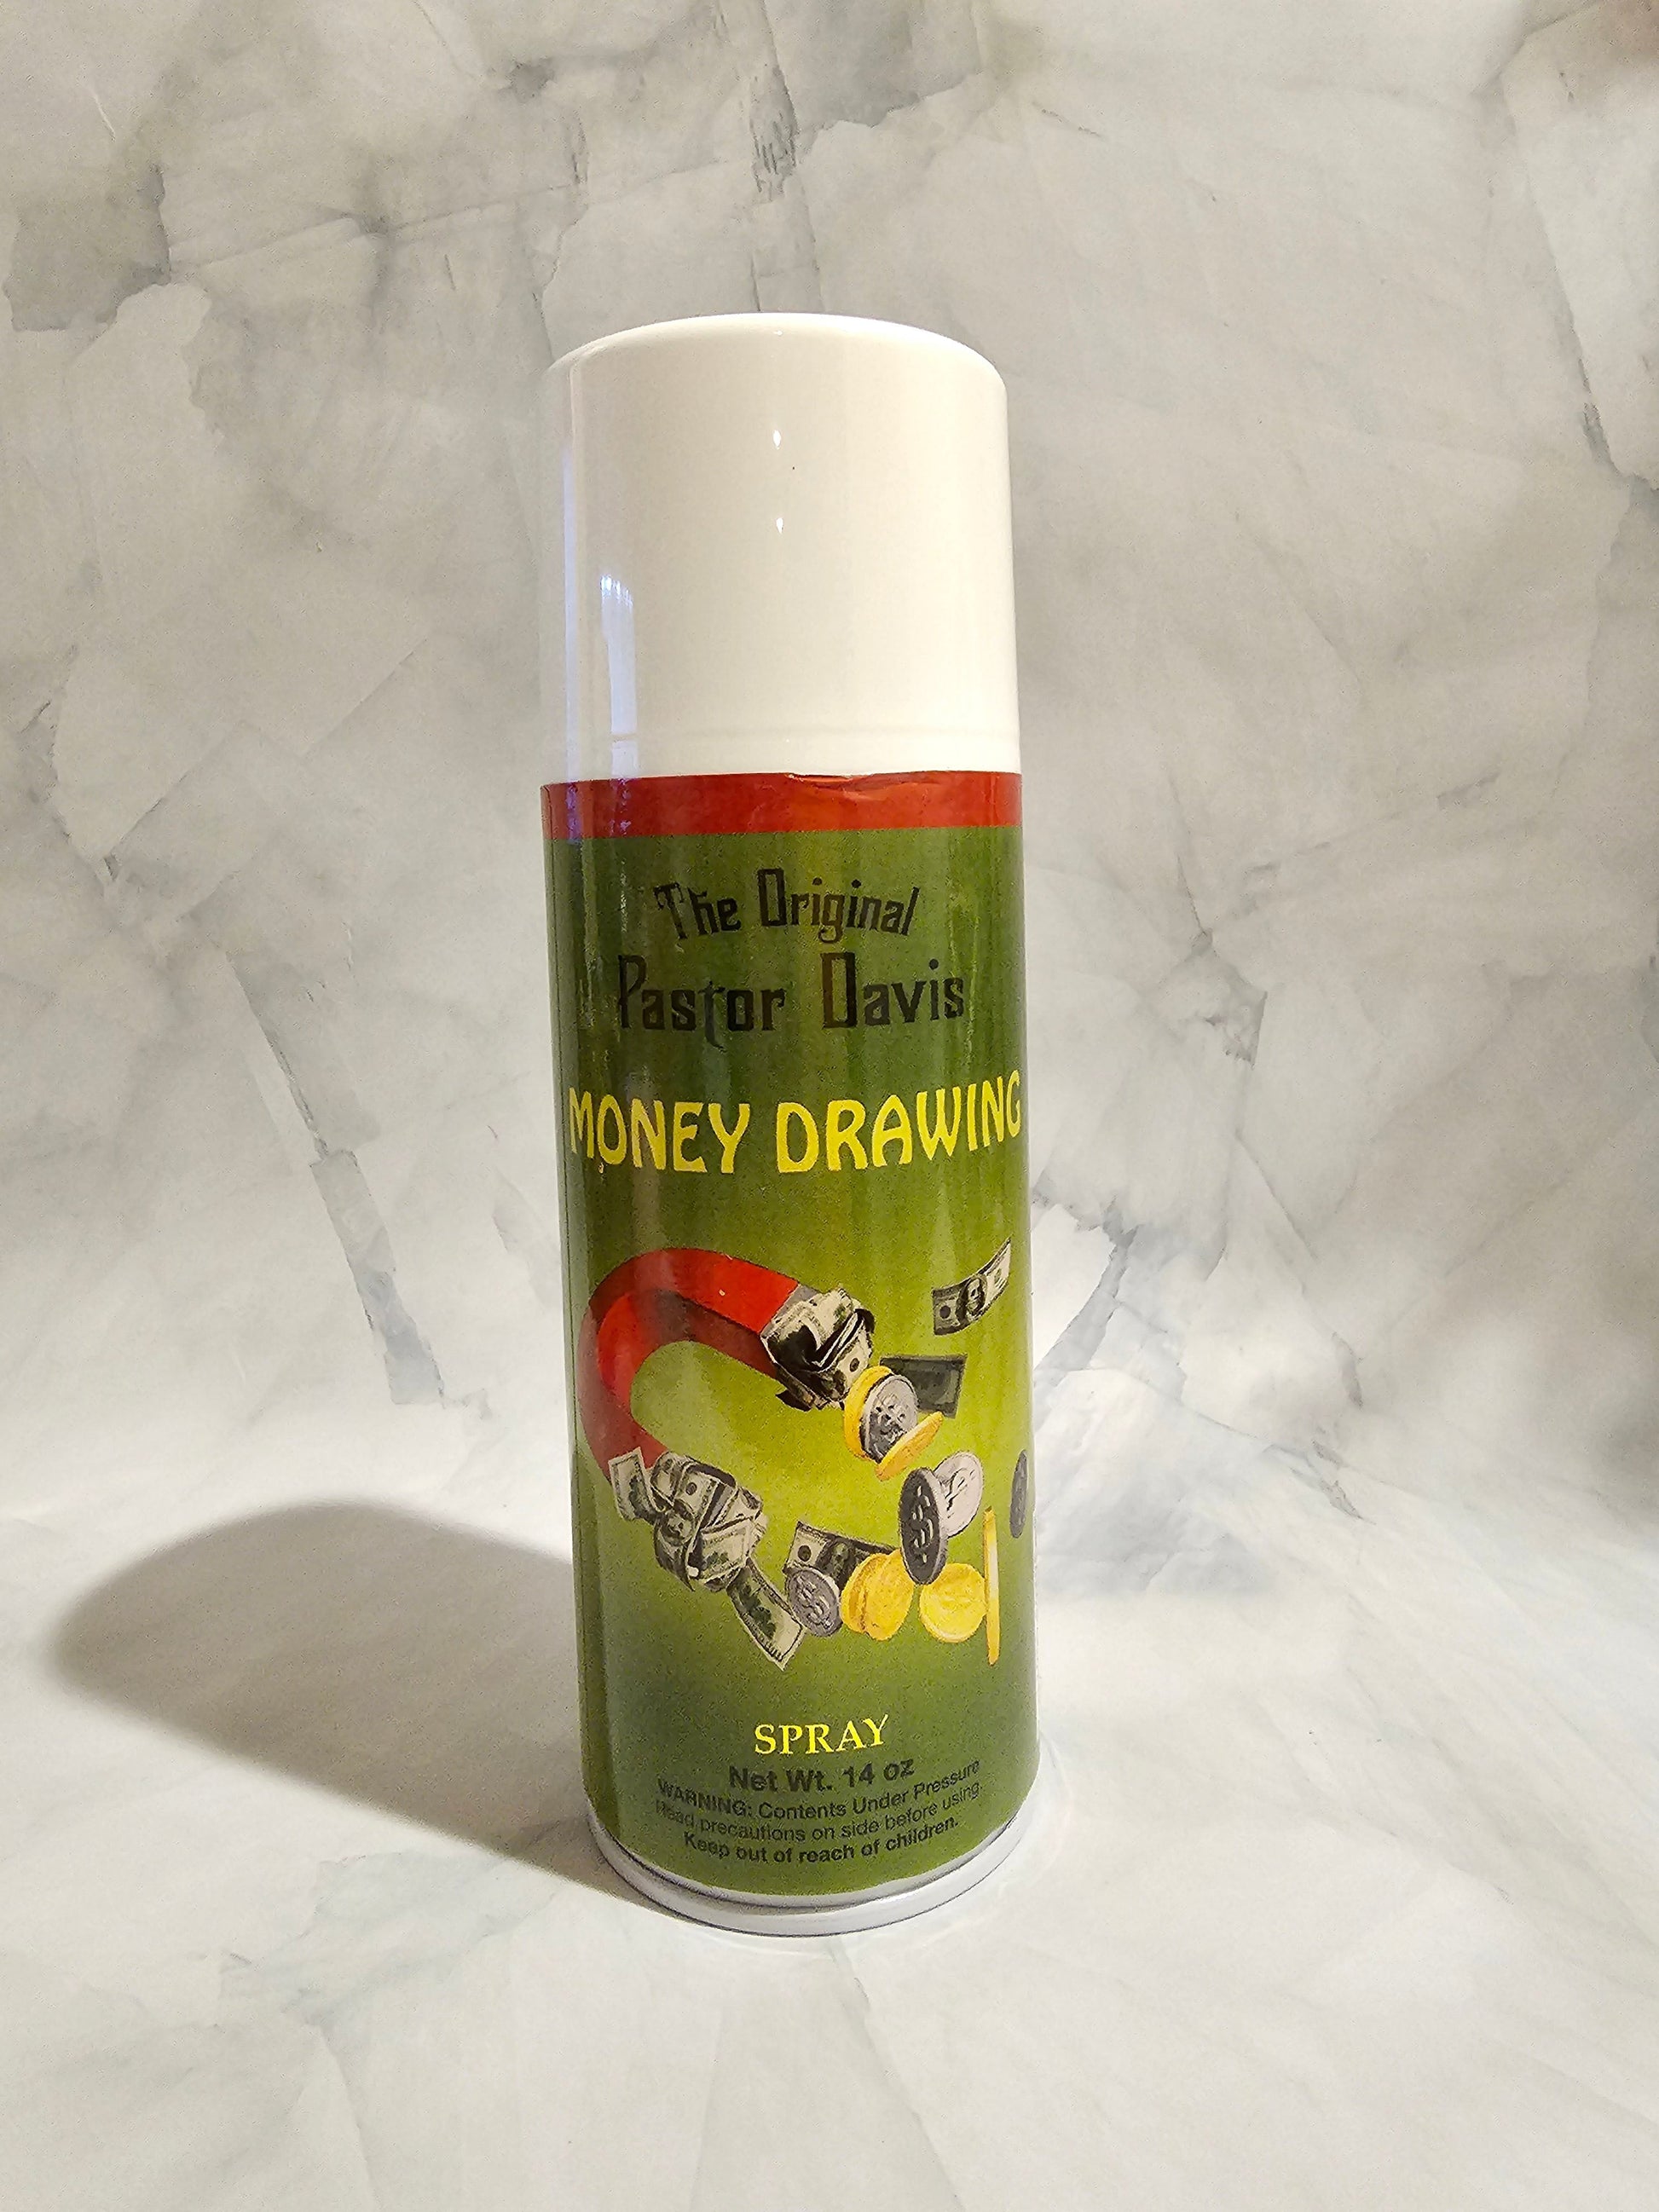 The Original
Pastor Davis
MONEY DRAWING
SPRAY
Net Wt. 14 oz
WARNING: Contents Under Pressure
Read precautions on side before using.
Keep out of reach of children.